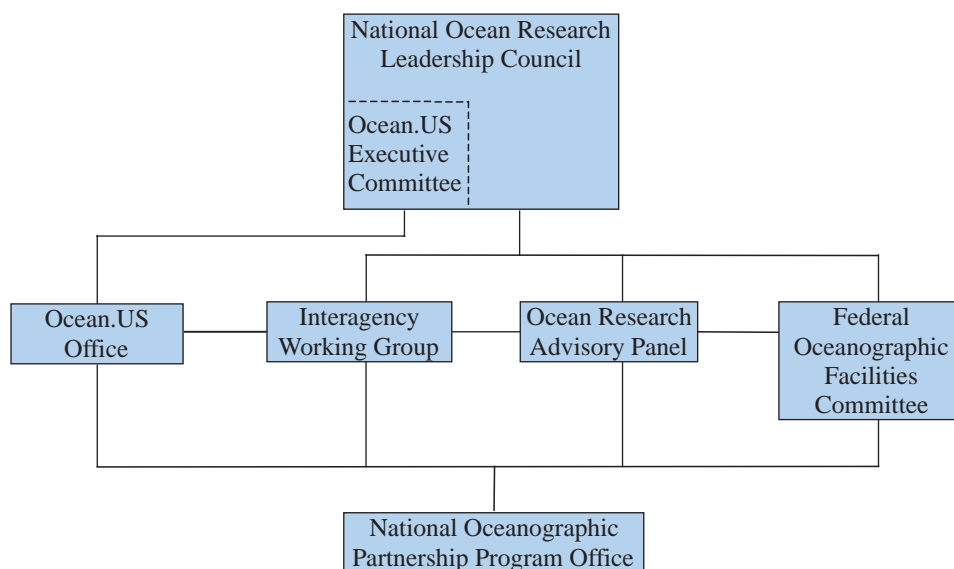 National Ocean Research
Leadership Council
Ocean.US
Executive
Committee
Ocean.US
Office
Interagency
Working Group
Ocean Research
Advisory Panel
Federal
Oceanographic
Facilities
Committee
National Oceanographic
Partnership Program Office